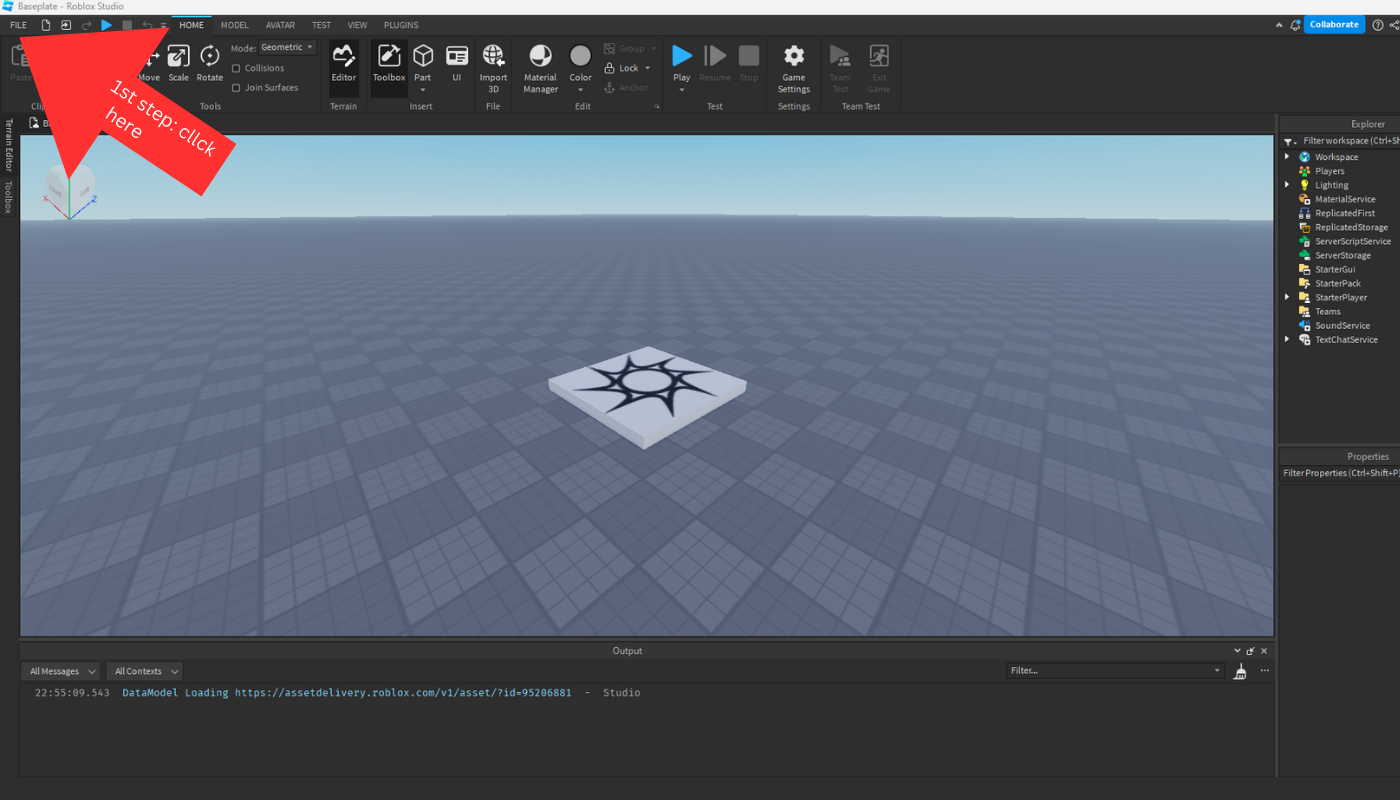 Baseplate - Roblox Studio
FILE HOME MODEL AVATAR TEST VIEW PLUGINS Collaborate
Mode: Geometric
Collisions
Join Surfaces
Paste Move Scale Rotate Editor Toolbox Part UI Import 3D Material Manager Color Group Lock Anchor Play Resume Stop Game Settings Team Test Exit Game
Tools Terrain Insert File Edit Test Settings Team Test
1st step: cllck
here
Terrain Editor
Toolbox
X Z
Explorer
Filter workspace (Ctrl+Sh
Workspace
Players
Lighting
MaterialService
ReplicatedFirst
ReplicatedStorage
ServerScriptService
ServerStorage
StarterGui
StarterPack
StarterPlayer
Teams
SoundService
TextChatService
Properties
Filter Properties (Ctrl+Shift+P)
Output
All Messages All Contexts Filter...
22:55:09.543 DataModel Loading https://assetdelivery.roblox.com/v1/asset/?id=95206881 - Studio